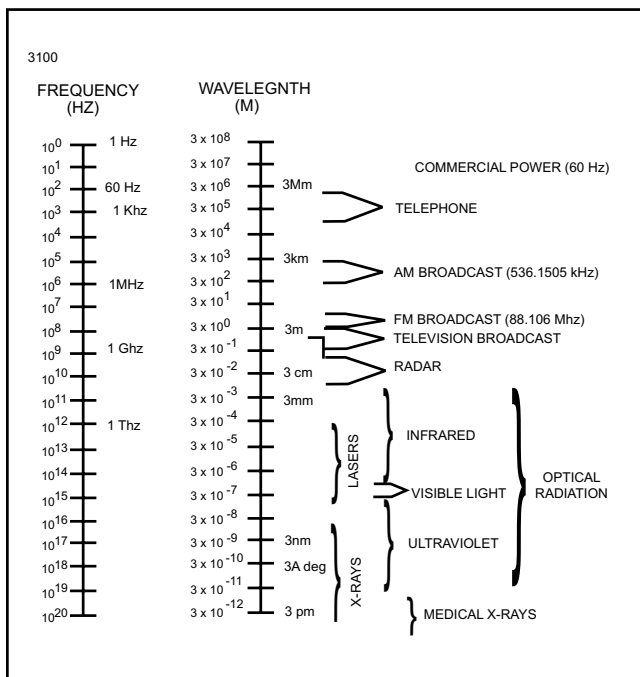 3100
FREQUENCY
(HZ)
10^0 1 Hz
10^1
10^2 60 Hz
10^3 1 Khz
10^4
10^5
10^6 1MHz
10^7
10^8
10^9 1 Ghz
10^10
10^11
10^12 1 Thz
10^13
10^14
10^15
10^16
10^17
10^18
10^19
10^20
WAVELEGNTH
(M)
3 x 10^8
3 x 10^7
3 x 10^6 3Mm
3 x 10^5
3 x 10^4
3 x 10^3 3km
3 x 10^2
3 x 10^1
3 x 10^0 3m
3 x 10^-1
3 x 10^-2 3 cm
3 x 10^-3 3mm
3 x 10^-4
3 x 10^-5
3 x 10^-6
3 x 10^-7
3 x 10^-8
3 x 10^-9 3nm
3 x 10^-10 3A deg
3 x 10^-11
3 x 10^-12 3 pm
COMMERCIAL POWER (60 Hz)
TELEPHONE
AM BROADCAST (536.1505 kHz)
FM BROADCAST (88.106 Mhz)
TELEVISION BROADCAST
RADAR
LASERS
INFRARED
VISIBLE LIGHT
OPTICAL
RADIATION
X-RAYS
ULTRAVIOLET
MEDICAL X-RAYS